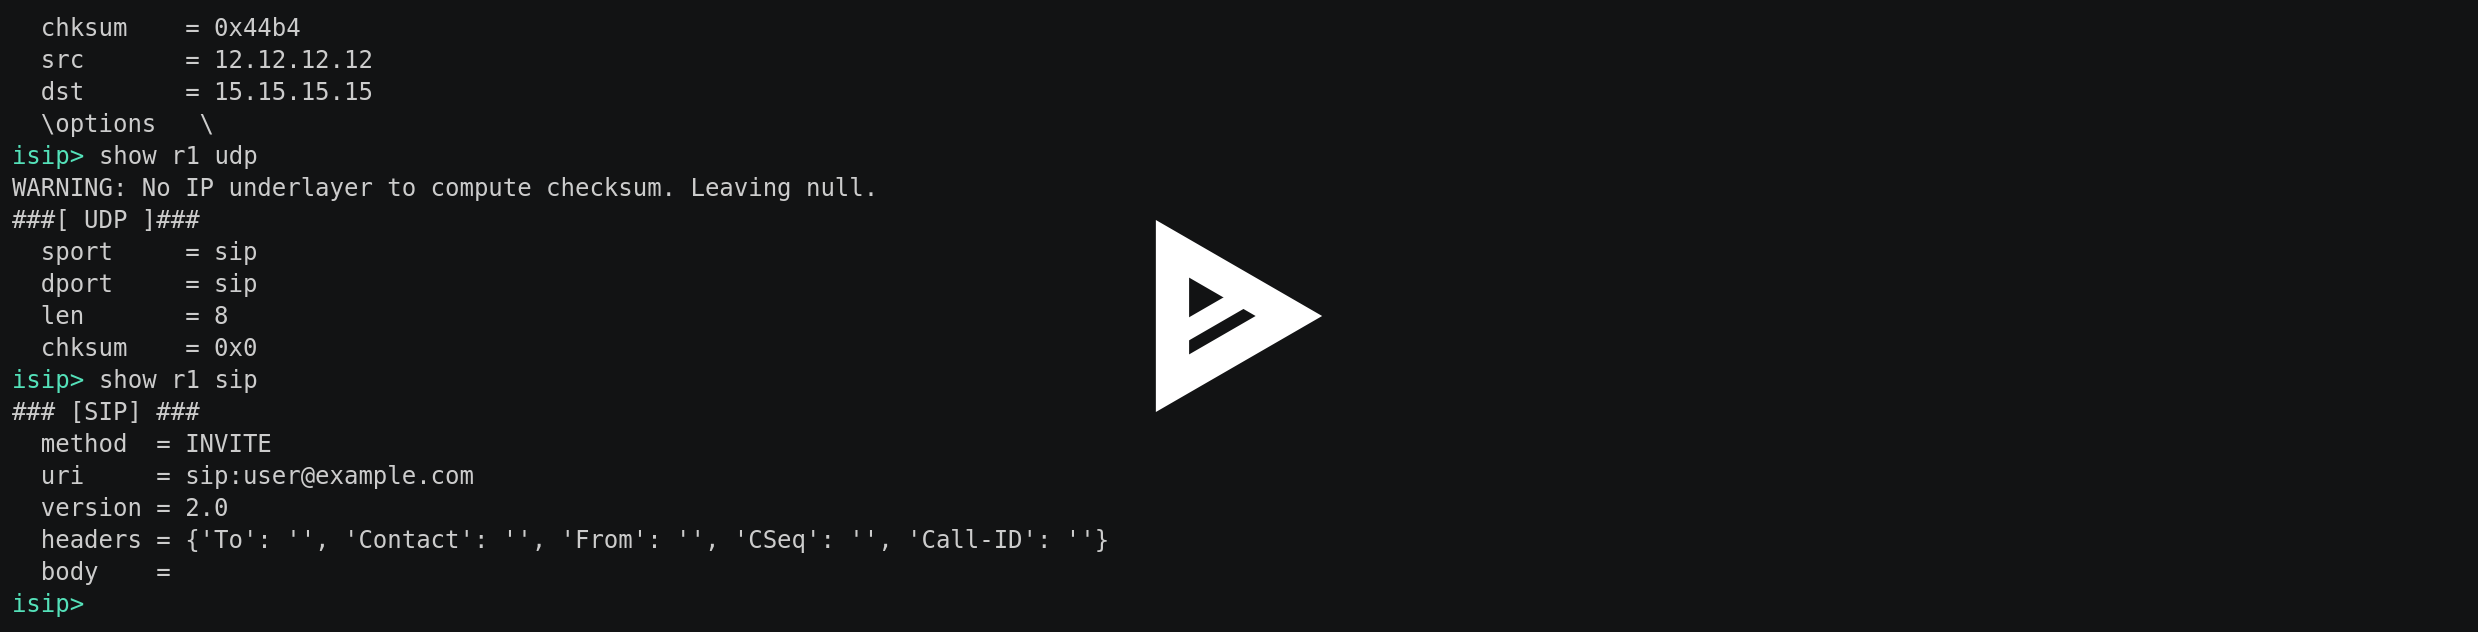 chksum    = 0x44b4
  src       = 12.12.12.12
  dst       = 15.15.15.15
  \options   \
isip> show r1 udp
WARNING: No IP underlayer to compute checksum. Leaving null.
###[ UDP ]###
  sport     = sip
  dport     = sip
  len       = 8
  chksum    = 0x0
isip> show r1 sip
### [SIP] ###
  method  = INVITE
  uri     = sip:user@example.com
  version = 2.0
  headers = {'To': '', 'Contact': '', 'From': '', 'CSeq': '', 'Call-ID': ''}
  body    =
isip>